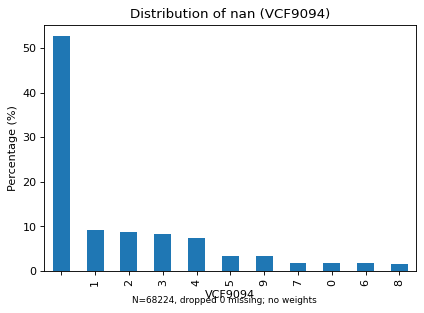 Distribution of nan (VCF9094)
Percentage (%)
50
40
30
20
10
0
1 2 3 4 5 9 7 0 6 8
VCF9094
N=68224, dropped 0 missing; no weights